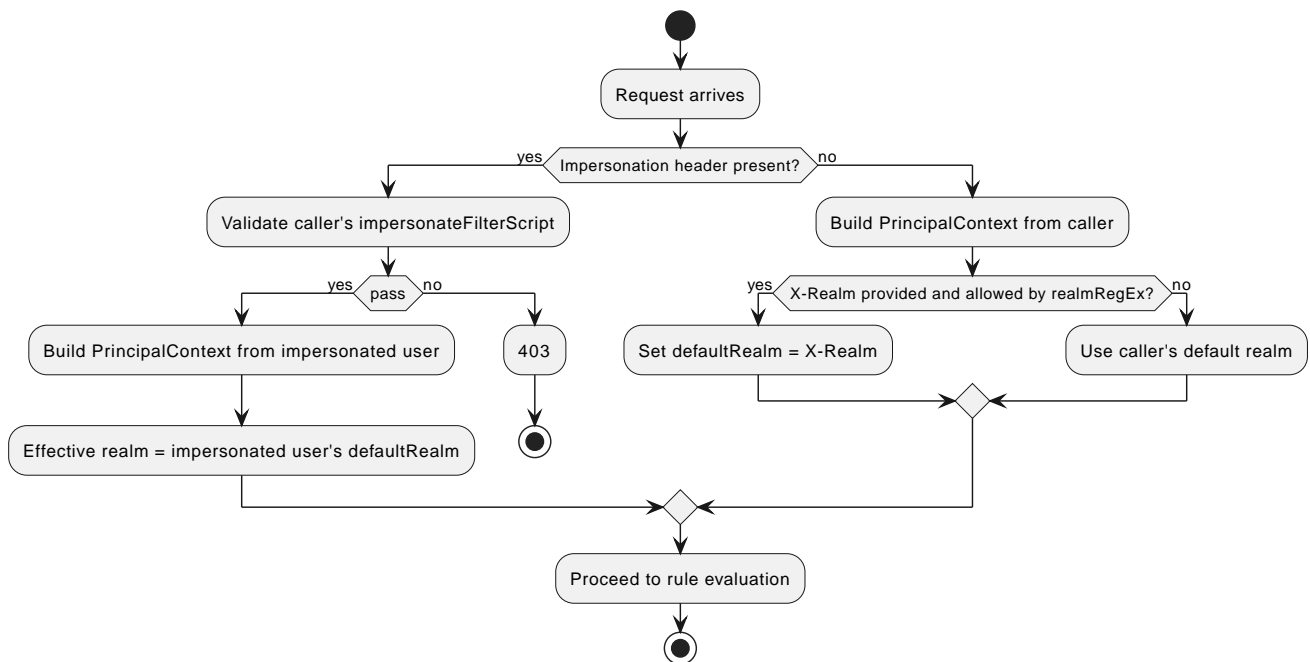 Request arrives
yes
Impersonation header present?
no
Validate caller's impersonateFilterScript
Build PrincipalContext from caller
yes
pass
no
yes
X-Realm provided and allowed by realmRegEx?
no
Build PrincipalContext from impersonated user
403
Set defaultRealm = X-Realm
Use caller's default realm
Effective realm = impersonated user's defaultRealm
Proceed to rule evaluation